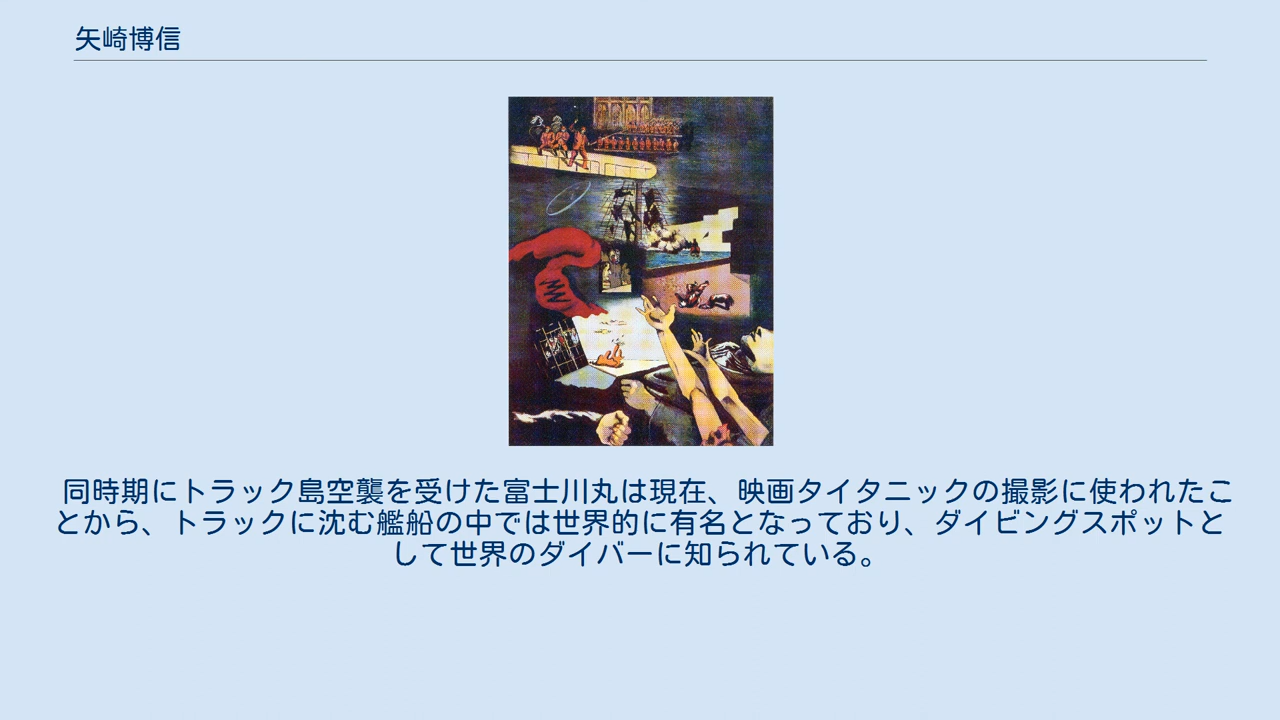 矢崎博信
同時期にトラック島空襲を受けた富士川丸は現在、映画タイタニックの撮影に使われたこ
とから、トラックに沈む艦船の中では世界的に有名となっており、ダイビングスポットと
して世界のダイバーに知られている。